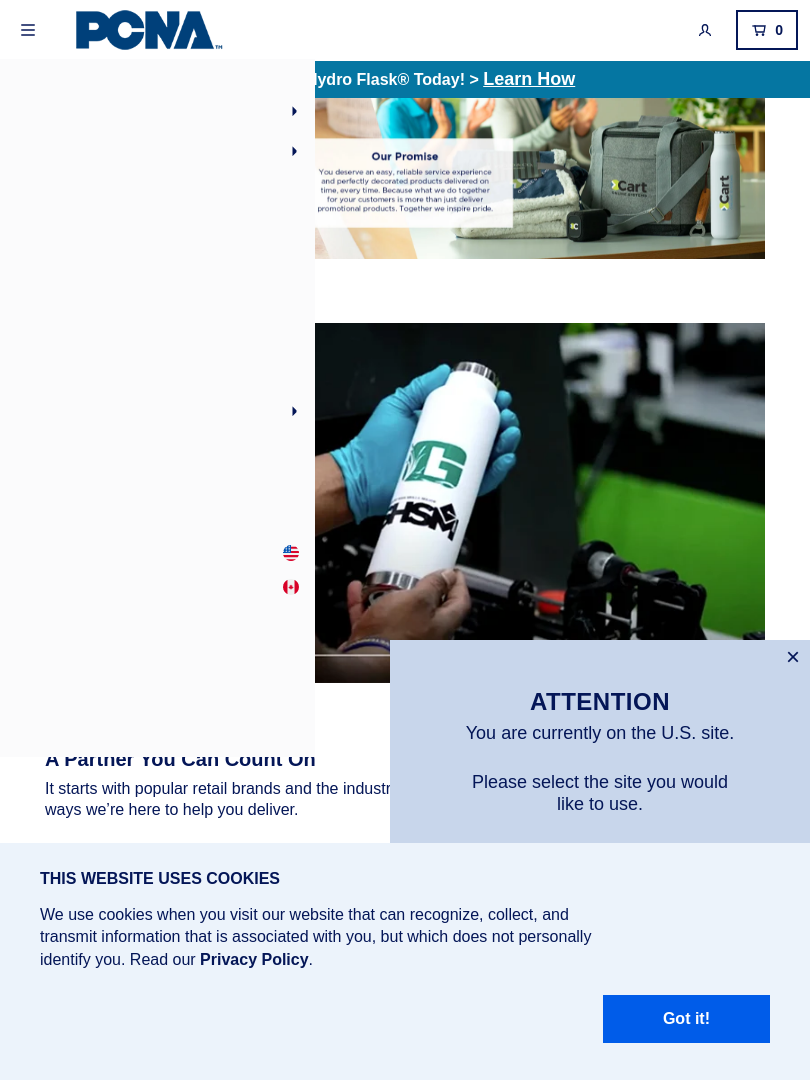 PCNA™
0
Hydro Flask® Today! > Learn How
Our Promise
You deserve an easy, reliable service experience
and perfectly decorated products delivered on
time, every time. Because what we do together
for your customers is more than just deliver
promotional products. Together we inspire pride.
Cart
Cart
ATTENTION
You are currently on the U.S. site.
Please select the site you would
like to use.
A Partner You Can Count On
It starts with popular retail brands and the industr
ways we’re here to help you deliver.
THIS WEBSITE USES COOKIES
We use cookies when you visit our website that can recognize, collect, and
transmit information that is associated with you, but which does not personally
identify you. Read our Privacy Policy.
Got it!